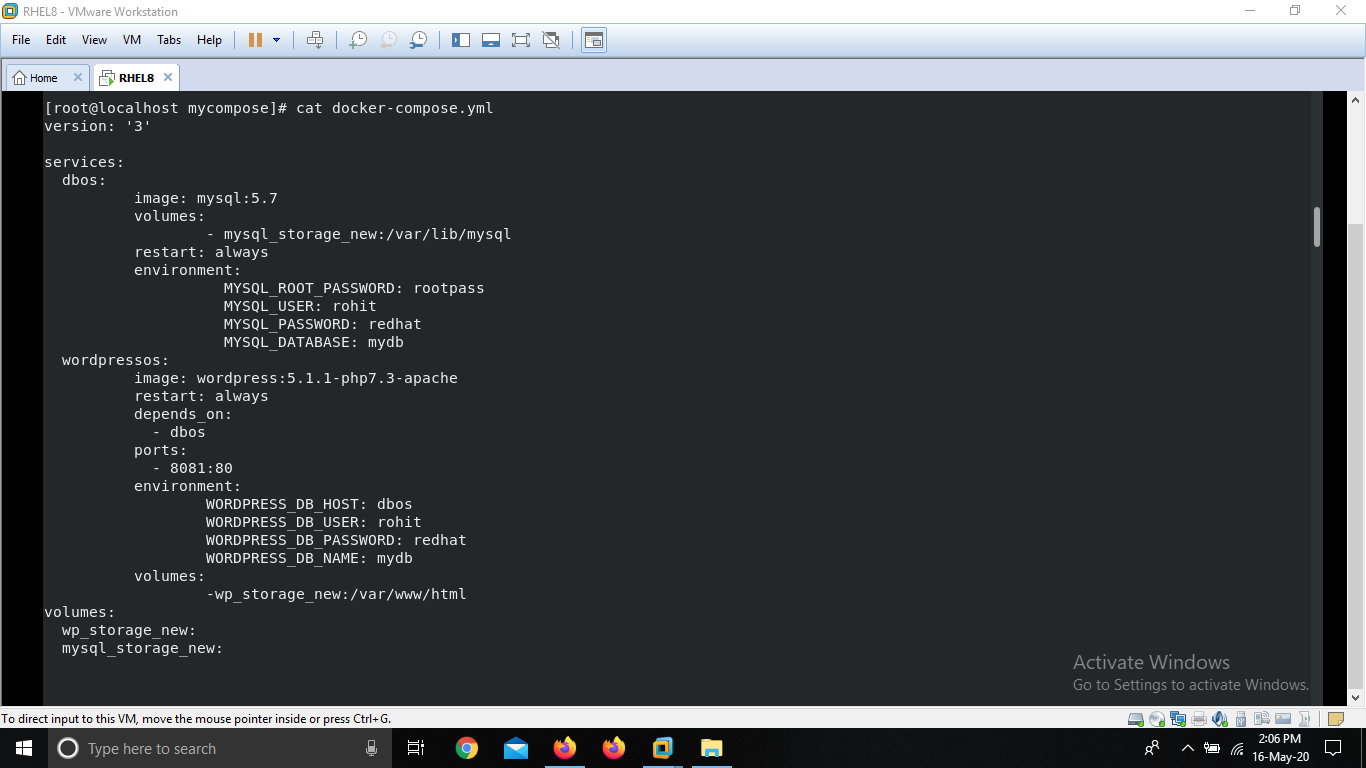 RHEL8 - VMware Workstation
File Edit View VM Tabs Help
Home RHEL8
[root@localhost mycompose]# cat docker-compose.yml
version: '3'
services:
  dbos:
          image: mysql:5.7
          volumes:
                  - mysql_storage_new:/var/lib/mysql
          restart: always
          environment:
                    MYSQL_ROOT_PASSWORD: rootpass
                    MYSQL_USER: rohit
                    MYSQL_PASSWORD: redhat
                    MYSQL_DATABASE: mydb
  wordpressos:
          image: wordpress:5.1.1-php7.3-apache
          restart: always
          depends_on:
            - dbos
          ports:
            - 8081:80
          environment:
                  WORDPRESS_DB_HOST: dbos
                  WORDPRESS_DB_USER: rohit
                  WORDPRESS_DB_PASSWORD: redhat
                  WORDPRESS_DB_NAME: mydb
          volumes:
                  -wp_storage_new:/var/www/html
volumes:
  wp_storage_new:
  mysql_storage_new:
Activate Windows
Go to Settings to activate Windows.
To direct input to this VM, move the mouse pointer inside or press Ctrl+G.
Type here to search
2:06 PM
16-May-20